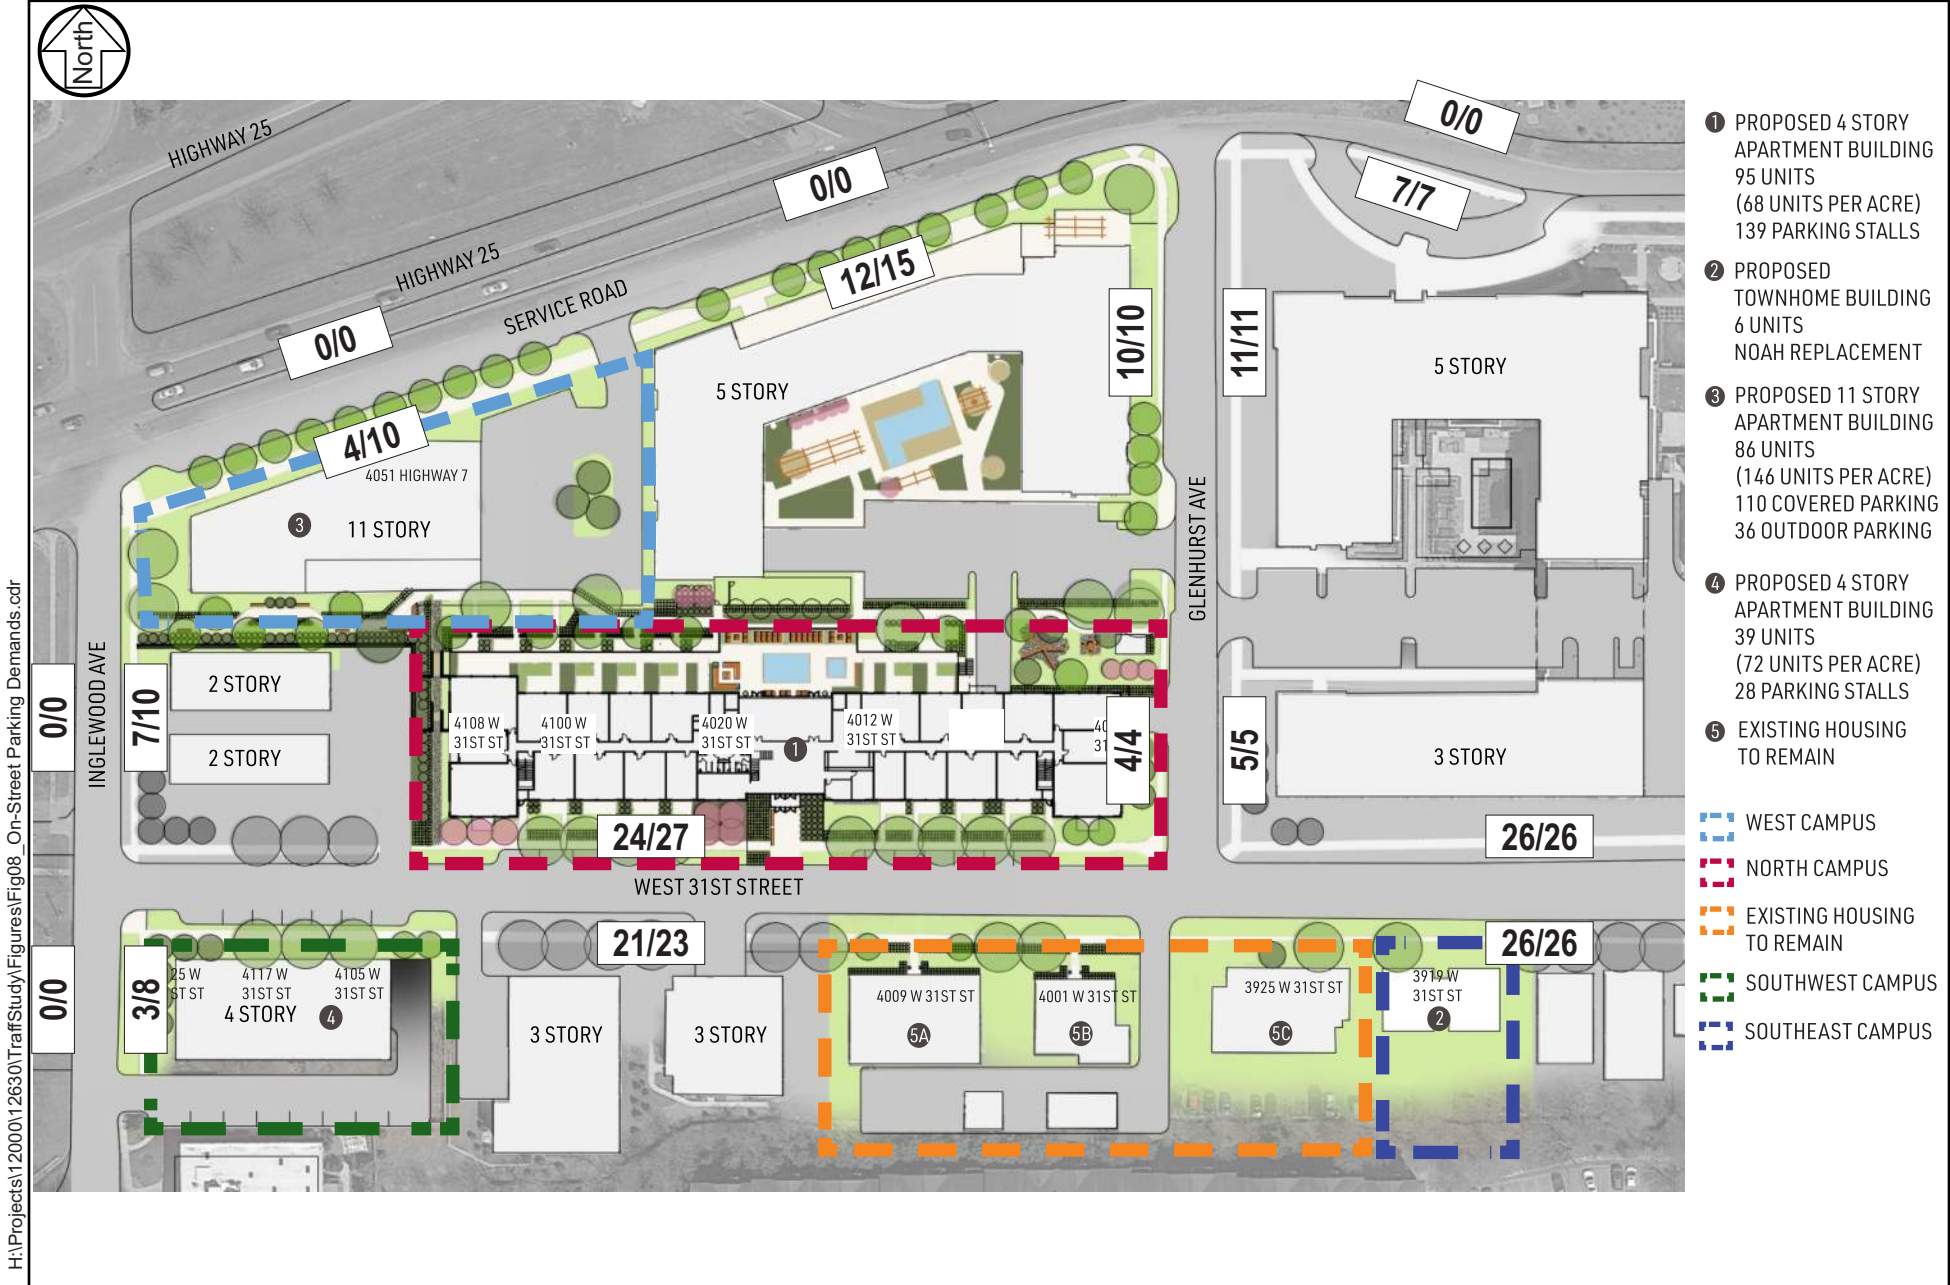 North
HIGHWAY 25
HIGHWAY 25
SERVICE ROAD
0/0
0/0
0/0
7/7
12/15
4/10
10/10
11/11
4051 HIGHWAY 7
3
11 STORY
5 STORY
5 STORY
GLENHURST AVE
INGLEWOOD AVE
0/0
7/10
2 STORY
2 STORY
4108 W
31ST ST
4100 W
31ST ST
4020 W
31ST ST
1
4012 W
31ST ST
4/4
5/5
3 STORY
24/27
26/26
WEST 31ST STREET
0/0
3/8
25 W
ST ST
4117 W
31ST ST
4105 W
31ST ST
4 STORY
4
21/23
3 STORY
3 STORY
4009 W 31ST ST
5A
4001 W 31ST ST
5B
3925 W 31ST ST
5C
3919 W
31ST ST
2
26/26
1 PROPOSED 4 STORY
APARTMENT BUILDING
95 UNITS
(68 UNITS PER ACRE)
139 PARKING STALLS
2 PROPOSED
TOWNHOME BUILDING
6 UNITS
NOAH REPLACEMENT
3 PROPOSED 11 STORY
APARTMENT BUILDING
86 UNITS
(146 UNITS PER ACRE)
110 COVERED PARKING
36 OUTDOOR PARKING
4 PROPOSED 4 STORY
APARTMENT BUILDING
39 UNITS
(72 UNITS PER ACRE)
28 PARKING STALLS
5 EXISTING HOUSING
TO REMAIN
WEST CAMPUS
NORTH CAMPUS
EXISTING HOUSING
TO REMAIN
SOUTHWEST CAMPUS
SOUTHEAST CAMPUS
H:\Projects\12000\12630\TraffStudy\Figures\Fig08_On-Street Parking Demands.cdr